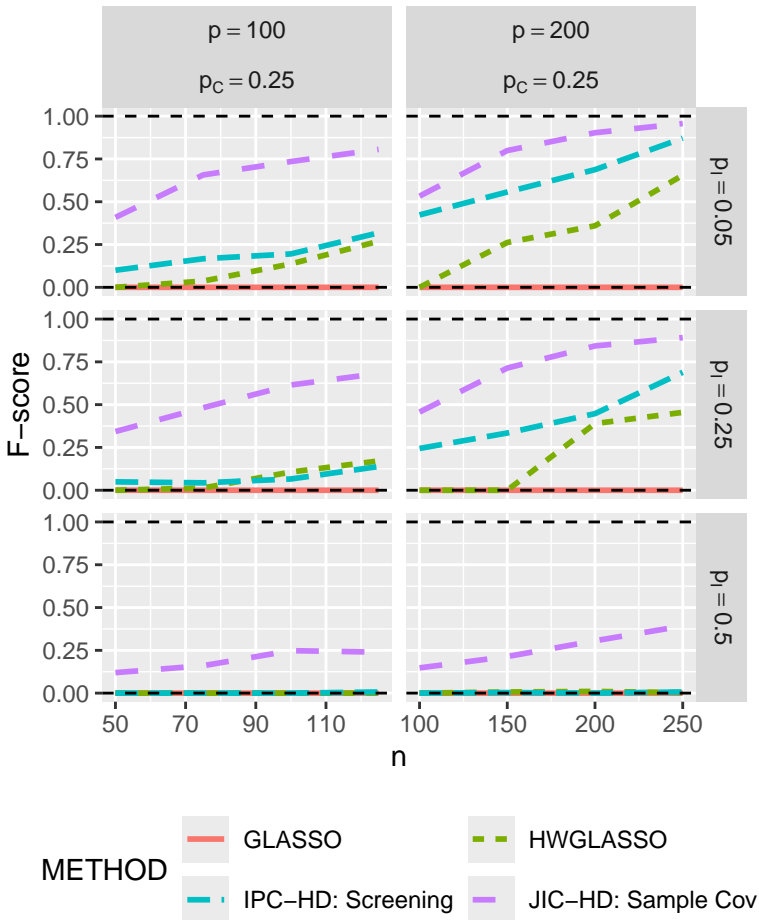 p = 100
p = 200
p_C = 0.25
p_C = 0.25
1.00
0.75
0.50
0.25
0.00
p_I = 0.05
1.00
0.75
0.50
0.25
0.00
p_I = 0.25
1.00
0.75
0.50
0.25
0.00
p_I = 0.5
F−score
50 70 90 110
100 150 200 250
n
METHOD
GLASSO
HWGLASSO
IPC−HD: Screening
JIC−HD: Sample Cov